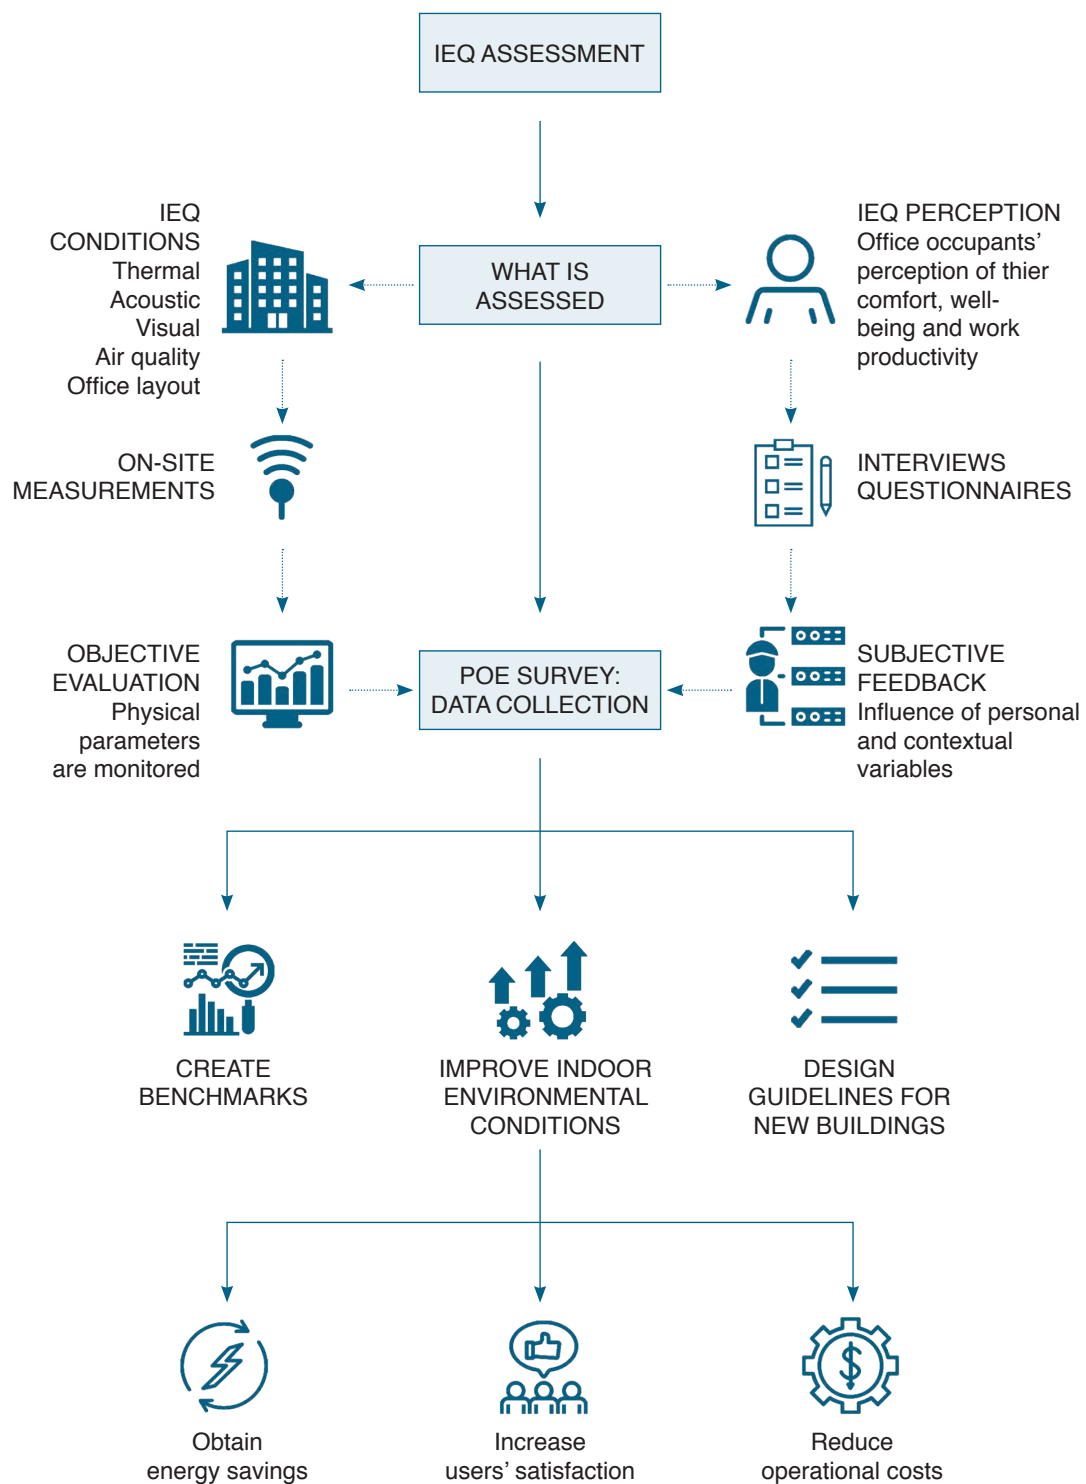 IEQ ASSESSMENT
IEQ
CONDITIONS
Thermal
Acoustic
Visual
Air quality
Office layout
WHAT IS
ASSESSED
IEQ PERCEPTION
Office occupants’
perception of thier
comfort, well-
being and work
productivity
ON-SITE
MEASUREMENTS
INTERVIEWS
QUESTIONNAIRES
OBJECTIVE
EVALUATION
Physical
parameters
are monitored
POE SURVEY:
DATA COLLECTION
SUBJECTIVE
FEEDBACK
Influence of personal
and contextual
variables
CREATE
BENCHMARKS
IMPROVE INDOOR
ENVIRONMENTAL
CONDITIONS
DESIGN
GUIDELINES FOR
NEW BUILDINGS
Obtain
energy savings
Increase
users’ satisfaction
Reduce
operational costs